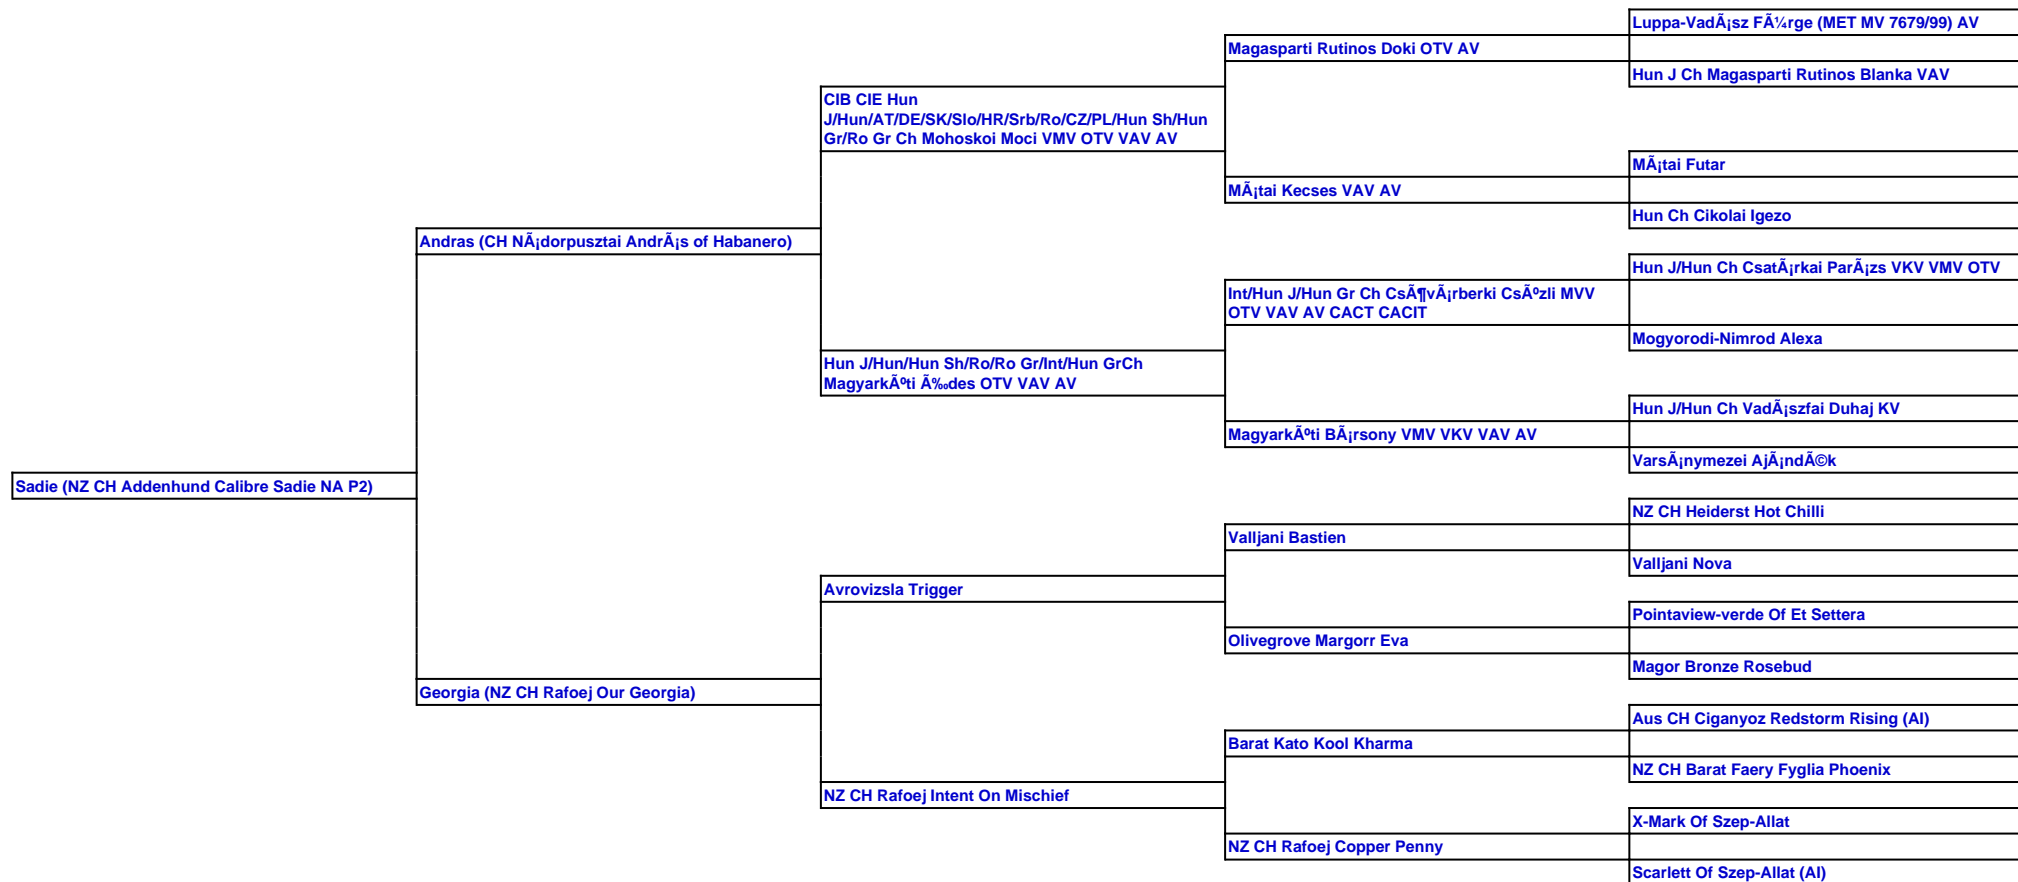 Luppa-VadÃ¡sz FÃ¼rge (MET MV 7679/99) AV
Magasparti Rutinos Doki OTV AV
Hun J Ch Magasparti Rutinos Blanka VAV
CIB CIE Hun
J/Hun/AT/DE/SK/Slo/HR/Srb/Ro/CZ/PL/Hun Sh/Hun
Gr/Ro Gr Ch Mohoskoi Moci VMV OTV VAV AV
MÃ¡tai Futar
MÃ¡tai Kecses VAV AV
Hun Ch Cikolai Igezo
Andras (CH NÃ¡dorpusztai AndrÃ¡s of Habanero)
Hun J/Hun Ch CsatÃ¡rkai ParÃ¡zs VKV VMV OTV
Int/Hun J/Hun Gr Ch CsÃ¶vÃ¡rberki CsÃºzli MVV
OTV VAV AV CACT CACIT
Mogyorodi-Nimrod Alexa
Hun J/Hun/Hun Sh/Ro/Ro Gr/Int/Hun GrCh
MagyarkÃºti Ã‰des OTV VAV AV
Hun J/Hun Ch VadÃ¡szfai Duhaj KV
MagyarkÃºti BÃ¡rsony VMV VKV VAV AV
VarsÃ¡nymezei AjÃ¡ndÃ©k
Sadie (NZ CH Addenhund Calibre Sadie NA P2)
NZ CH Heiderst Hot Chilli
Valljani Bastien
Valljani Nova
Avrovizsla Trigger
Pointaview-verde Of Et Settera
Olivegrove Margorr Eva
Magor Bronze Rosebud
Georgia (NZ CH Rafoej Our Georgia)
Aus CH Ciganyoz Redstorm Rising (AI)
Barat Kato Kool Kharma
NZ CH Barat Faery Fyglia Phoenix
NZ CH Rafoej Intent On Mischief
X-Mark Of Szep-Allat
NZ CH Rafoej Copper Penny
Scarlett Of Szep-Allat (AI)